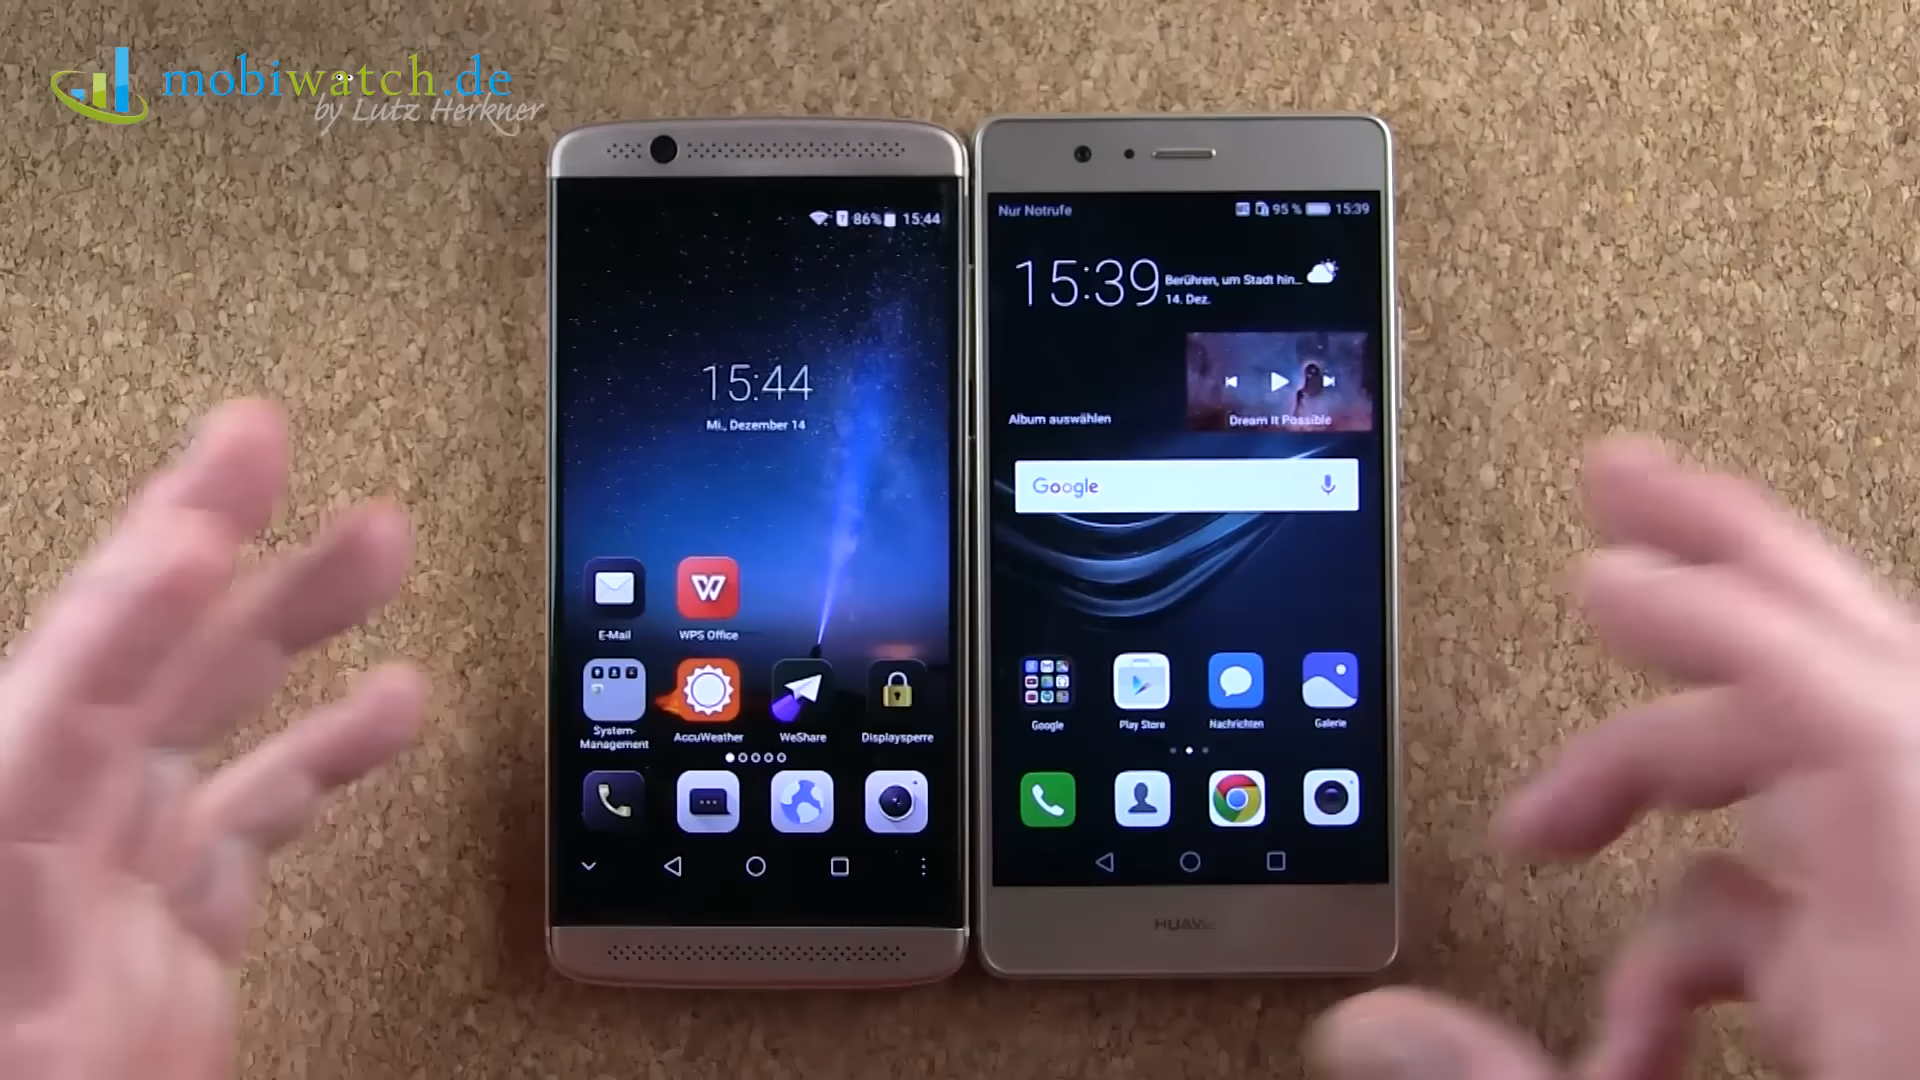 mobiwatch.de
by Lutz Herkner
86% 15:44
15:44
Mi., Dezember 14
E-Mail
WPS Office
System-
Management
AccuWeather
WeShare
Displaysperre
Nur Notrufe
95 % 15:39
15:39
Berühren, um Stadt hin...
14. Dez.
Album auswählen
Dream It Possible
Google
Google
Play Store
Nachrichten
Galerie
HUAWEI